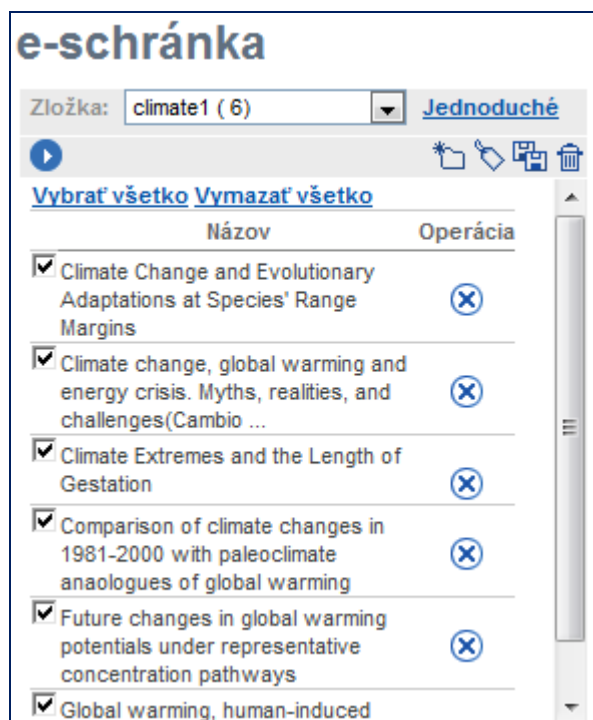 e-schránka
Zložka: climate1 ( 6) Jednoduché
Vybrať všetko Vymazať všetko
Názov Operácia
Climate Change and Evolutionary
Adaptations at Species' Range
Margins
Climate change, global warming and
energy crisis. Myths, realities, and
challenges(Cambio ...
Climate Extremes and the Length of
Gestation
Comparison of climate changes in
1981-2000 with paleoclimate
anaologues of global warming
Future changes in global warming
potentials under representative
concentration pathways
Global warming, human-induced